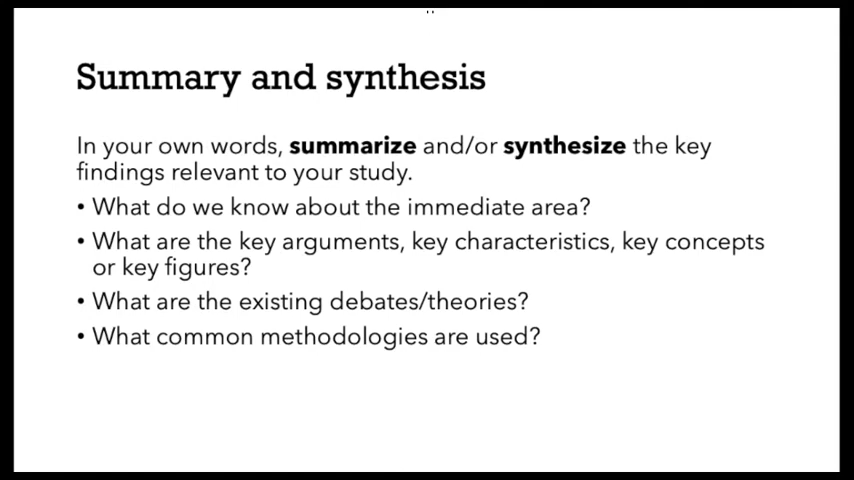 Summary and synthesis
In your own words, summarize and/or synthesize the key
findings relevant to your study.
• What do we know about the immediate area?
• What are the key arguments, key characteristics, key concepts
or key figures?
• What are the existing debates/theories?
• What common methodologies are used?